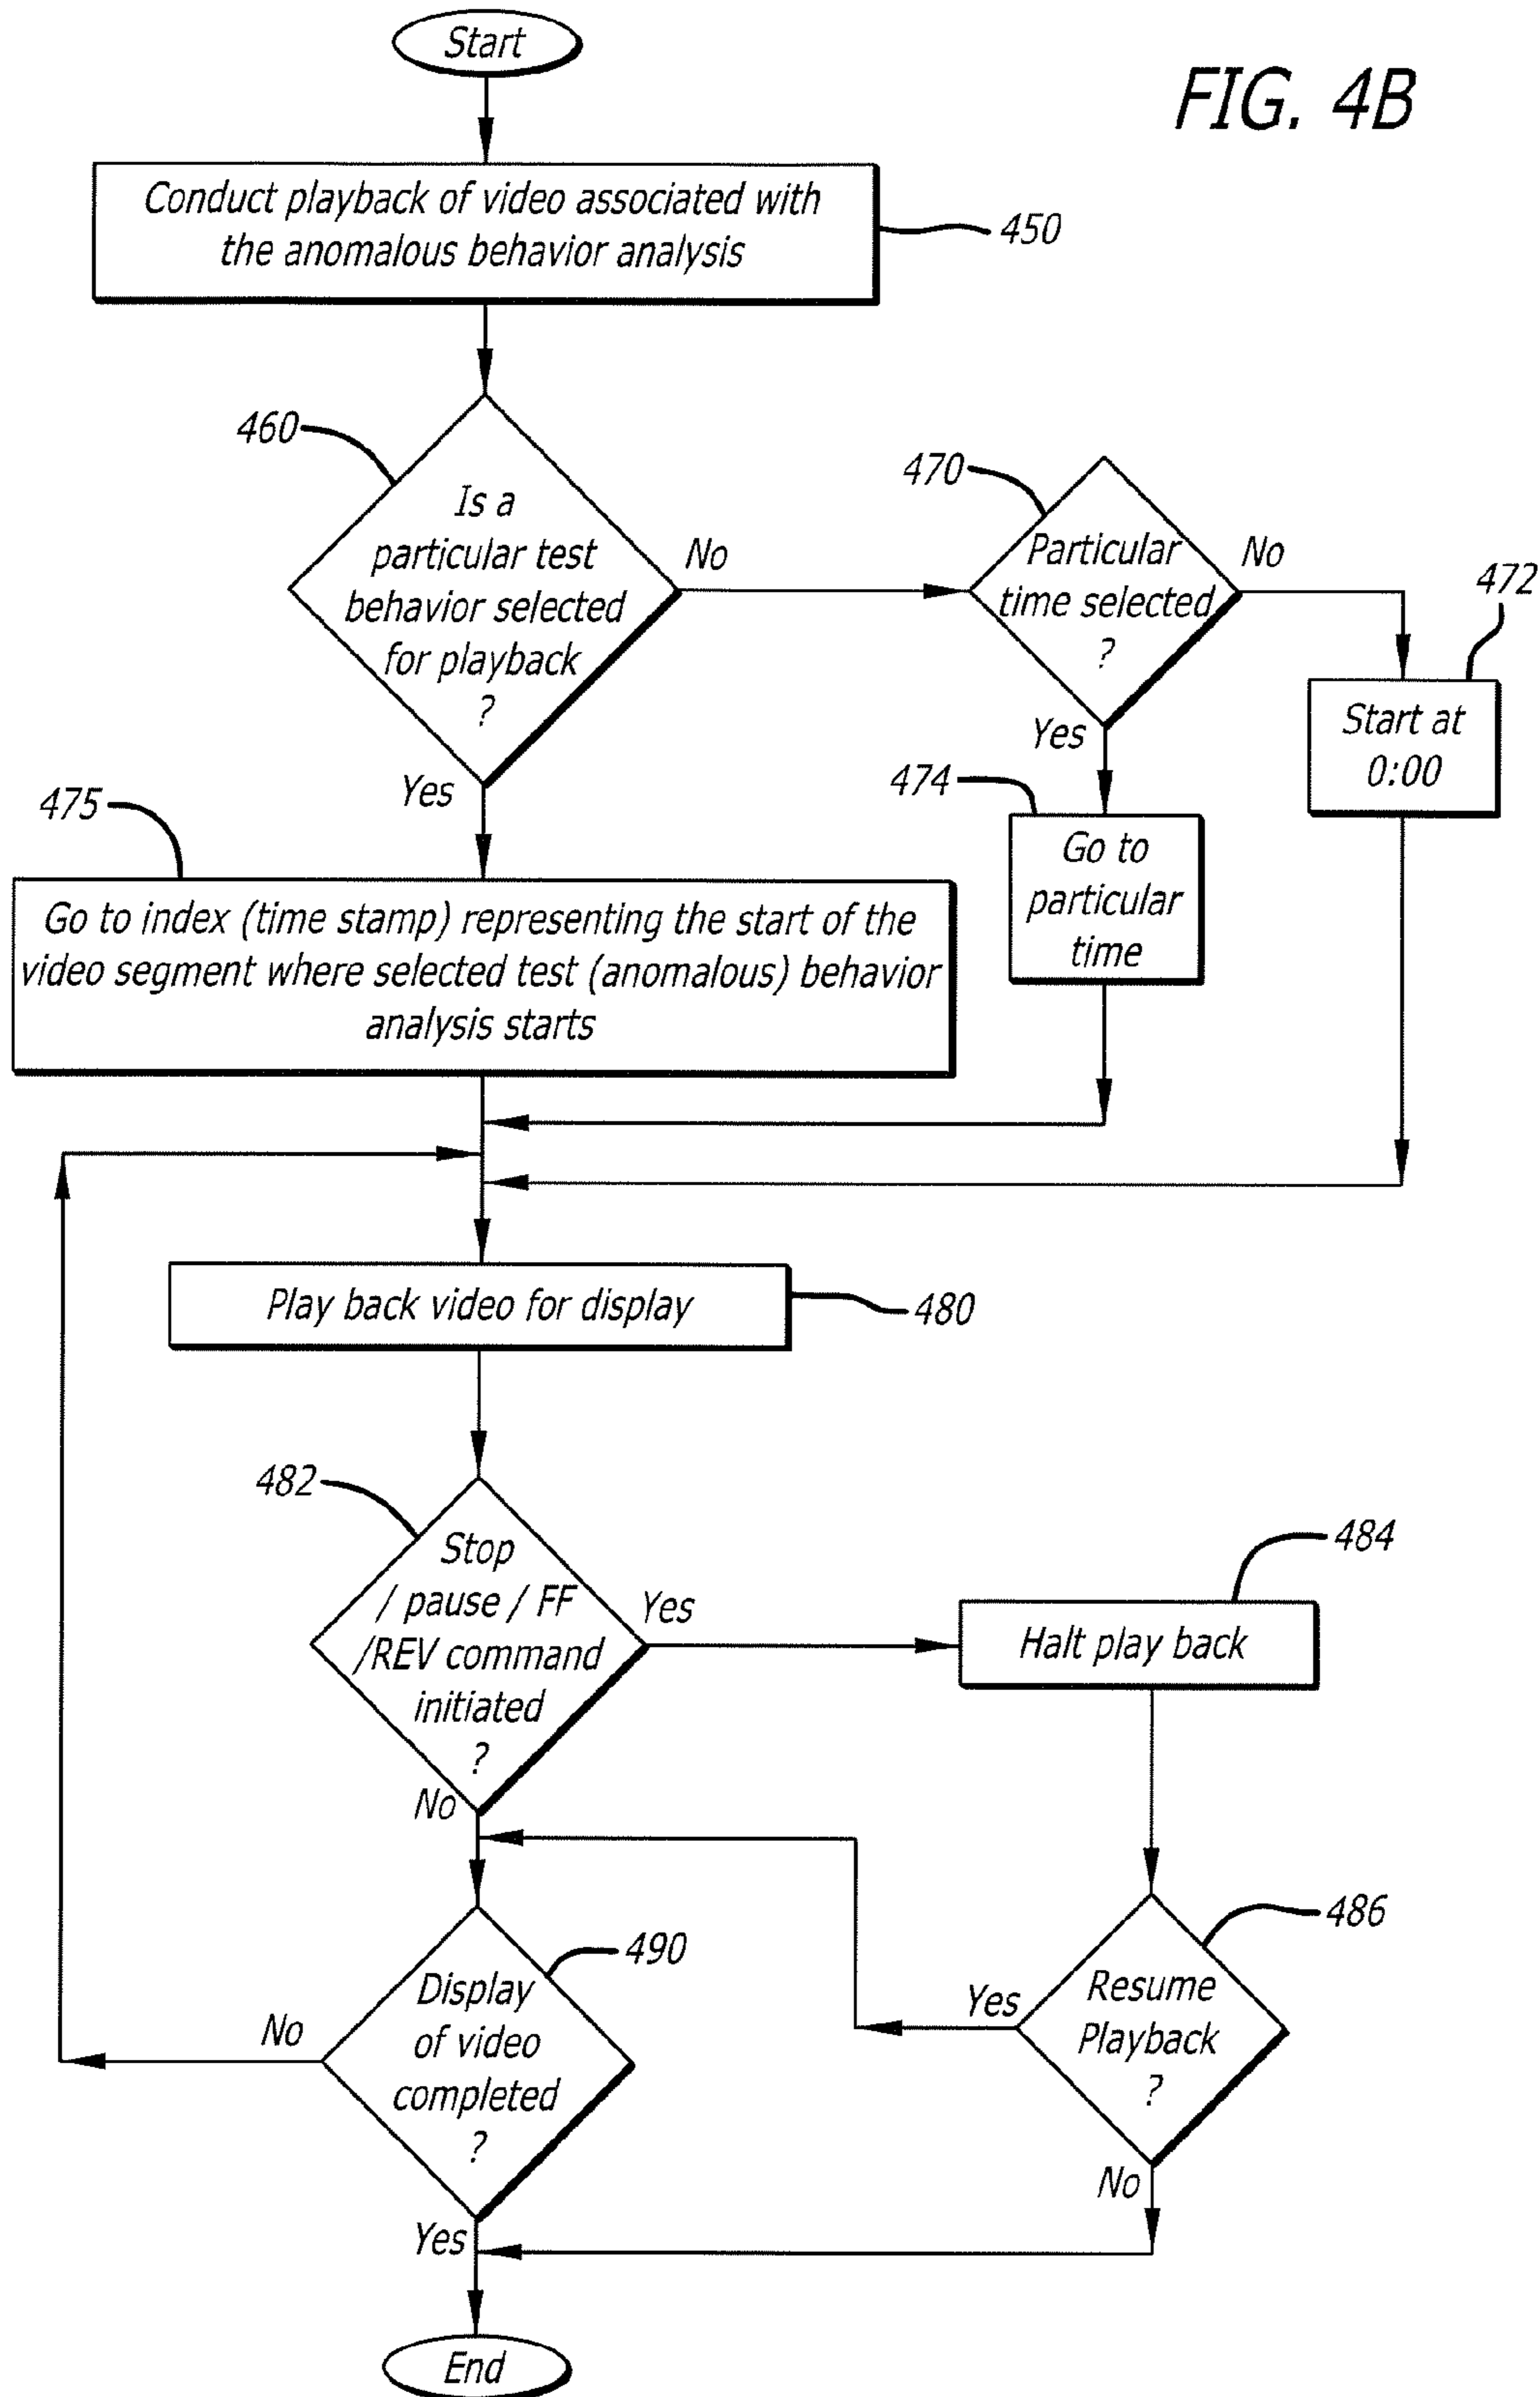 Start
FIG. 4B
Conduct playback of video associated with
the anomalous behavior analysis
450
460
Is a
particular test
behavior selected
for playback
?
No
Yes
470
Particular
time selected
?
No
Yes
472
Start at
0:00
474
Go to
particular
time
475
Go to index (time stamp) representing the start of the
video segment where selected test (anomalous) behavior
analysis starts
Play back video for display
480
482
Stop
/ pause / FF
/REV command
initiated
?
Yes
No
484
Halt play back
486
Resume
Playback
?
Yes
No
490
Display
of video
completed
?
No
Yes
End